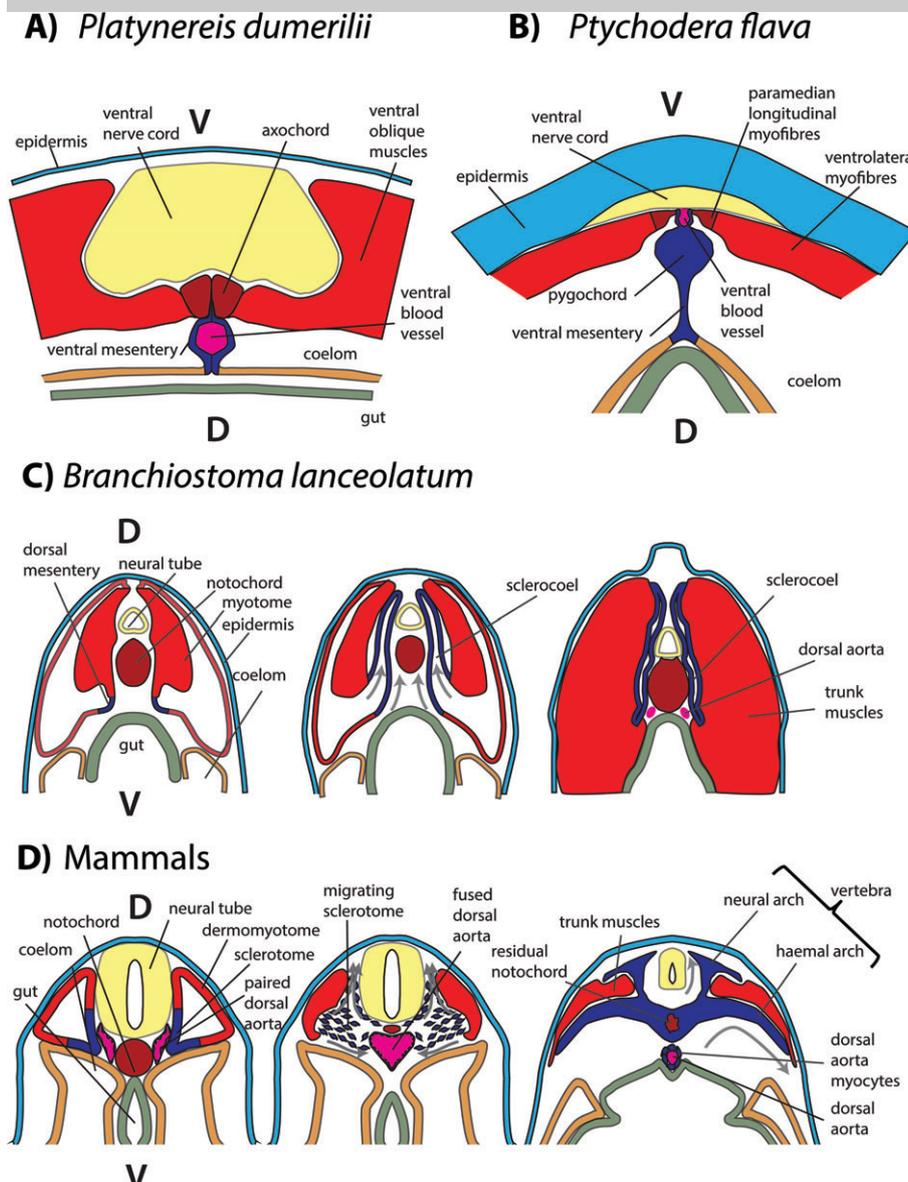 A) Platynereis dumerilii
B) Ptychodera flava
epidermis
ventral
nerve cord
V
axochord
ventral
oblique
muscles
ventral
blood
vessel
ventral mesentery
coelom
gut
D
V
ventral
nerve cord
paramedian
longitudinal
myofibres
epidermis
ventrolatera
myofibres
pygochord
ventral
blood
vessel
ventral mesentery
coelom
D
C) Branchiostoma lanceolatum
D
dorsal
mesentery
neural tube
notochord
myotome
epidermis
coelom
gut
V
sclerocoel
sclerocoel
dorsal aorta
trunk
muscles
D) Mammals
D
notochord
neural tube
coelom
dermomyotome
sclerotome
gut
paired
dorsal
aorta
V
migrating
sclerotome
fused
dorsal
aorta
residual
notochord
trunk muscles
neural arch
vertebra
haemal arch
dorsal
aorta
myocytes
dorsal
aorta